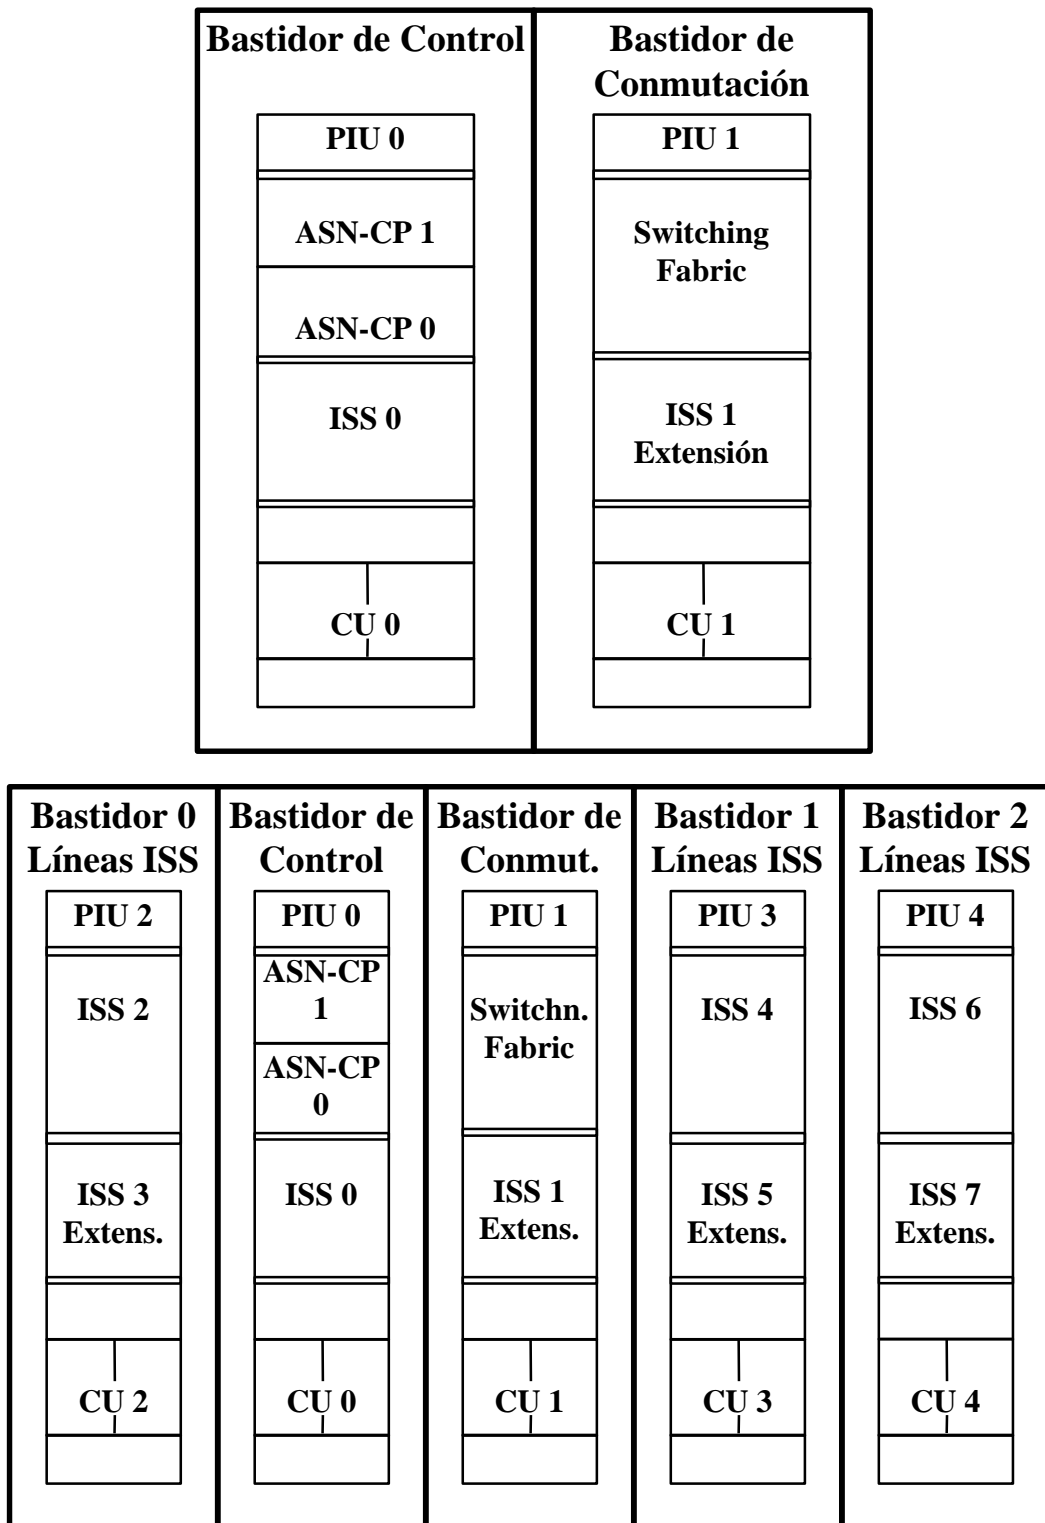 Bastidor de Control
PIU 0
ASN-CP 1
ASN-CP 0
ISS 0
CU 0
Bastidor de
Conmutación
PIU 1
Switching
Fabric
ISS 1
Extensión
CU 1
Bastidor 0
Líneas ISS
PIU 2
ISS 2
ISS 3
Extens.
CU 2
Bastidor de
Control
PIU 0
ASN-CP
1
ASN-CP
0
ISS 0
CU 0
Bastidor de
Conmut.
PIU 1
Switchn.
Fabric
ISS 1
Extens.
CU 1
Bastidor 1
Líneas ISS
PIU 3
ISS 4
ISS 5
Extens.
CU 3
Bastidor 2
Líneas ISS
PIU 4
ISS 6
ISS 7
Extens.
CU 4